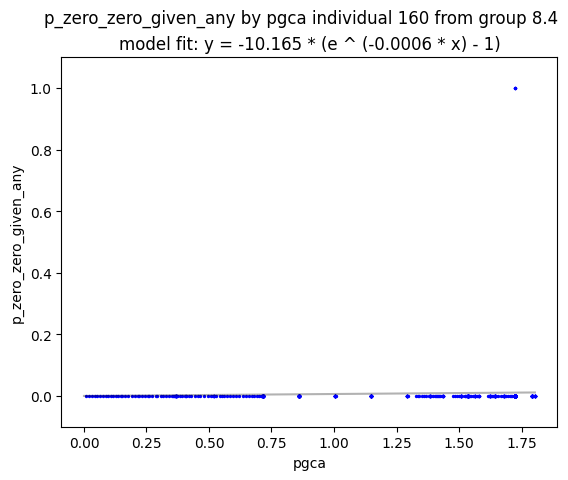 p_zero_zero_given_any by pgca individual 160 from group 8.4
model fit: y = -10.165 * (e ^ (-0.0006 * x) - 1)
1.0
0.8
0.6
0.4
0.2
0.0
p_zero_zero_given_any
0.00 0.25 0.50 0.75 1.00 1.25 1.50 1.75
pgca